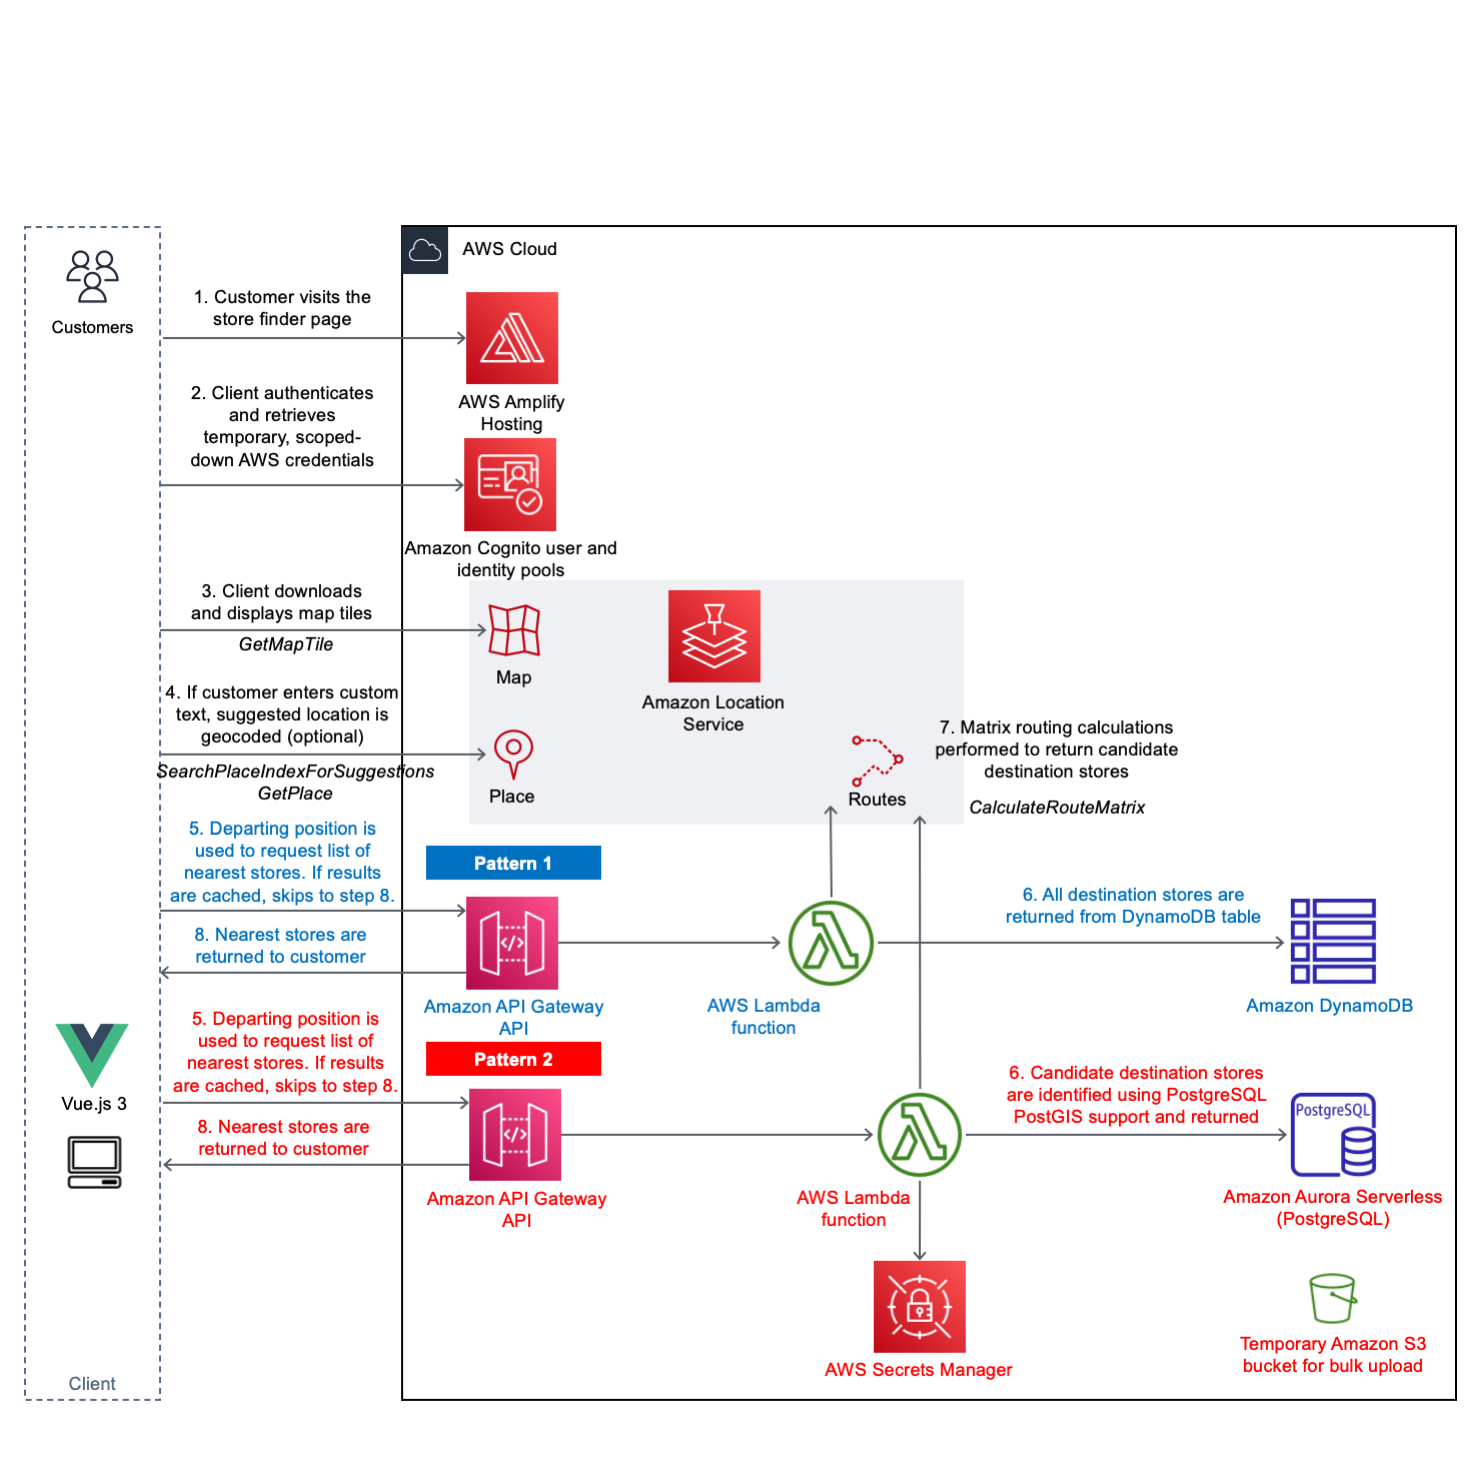 AWS Cloud
Customers
1. Customer visits the
store finder page
AWS Amplify
Hosting
2. Client authenticates
and retrieves
temporary, scoped-
down AWS credentials
Amazon Cognito user and
identity pools
3. Client downloads
and displays map tiles
GetMapTile
Map
Amazon Location
Service
4. If customer enters custom
text, suggested location is
geocoded (optional)
SearchPlaceIndexForSuggestions
GetPlace
Place
Routes
7. Matrix routing calculations
performed to return candidate
destination stores
CalculateRouteMatrix
5. Departing position is
used to request list of
nearest stores. If results
are cached, skips to step 8.
Pattern 1
8. Nearest stores are
returned to customer
Amazon API Gateway
API
AWS Lambda
function
6. All destination stores are
returned from DynamoDB table
Amazon DynamoDB
Vue.js 3
5. Departing position is
used to request list of
nearest stores. If results
are cached, skips to step 8.
Pattern 2
8. Nearest stores are
returned to customer
Amazon API Gateway
API
AWS Lambda
function
6. Candidate destination stores
are identified using PostgreSQL
PostGIS support and returned
PostgreSQL
Amazon Aurora Serverless
(PostgreSQL)
AWS Secrets Manager
Temporary Amazon S3
bucket for bulk upload
Client